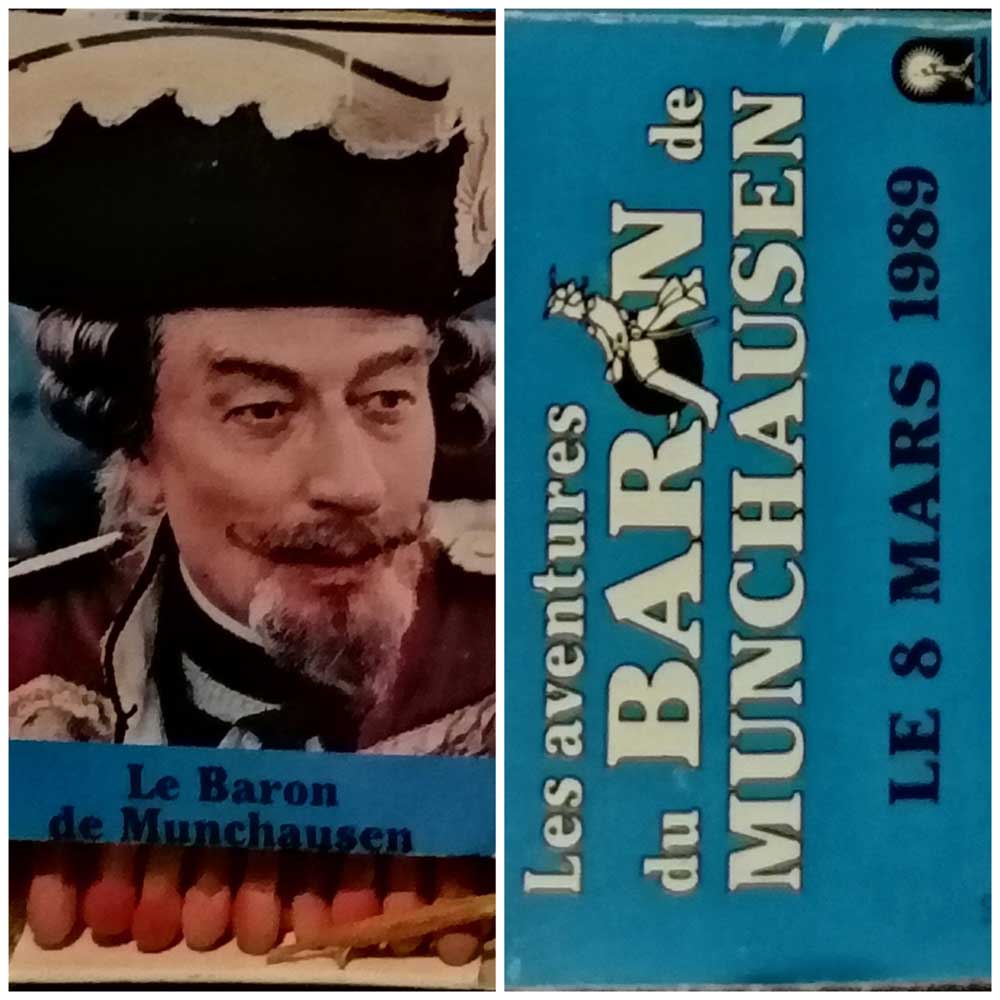 Le Baron
de Munchausen
Les aventures
du BARON de
MUNCHAUSEN
LE 8 MARS 1989